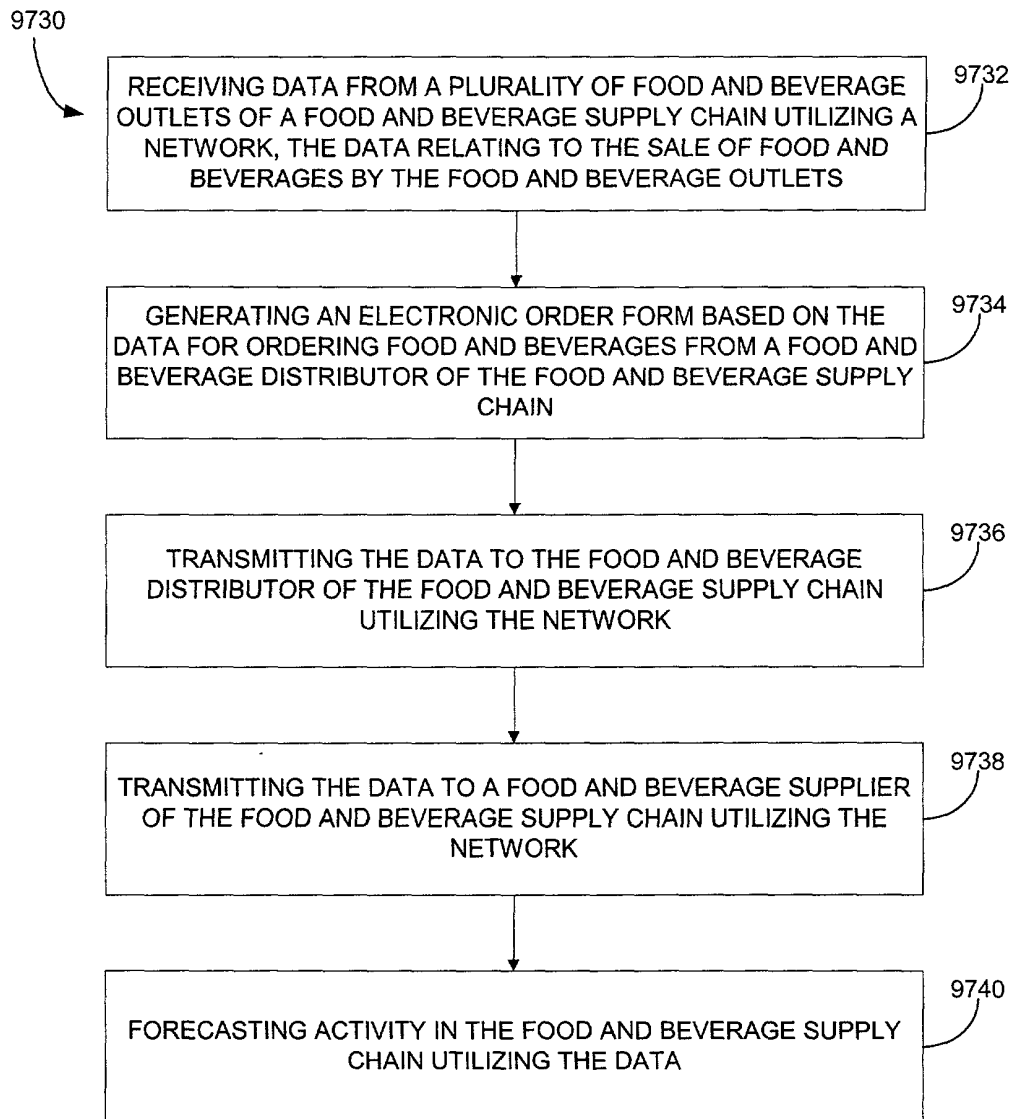 9730
RECEIVING DATA FROM A PLURALITY OF FOOD AND BEVERAGE
OUTLETS OF A FOOD AND BEVERAGE SUPPLY CHAIN UTILIZING A
NETWORK, THE DATA RELATING TO THE SALE OF FOOD AND
BEVERAGES BY THE FOOD AND BEVERAGE OUTLETS
9732
GENERATING AN ELECTRONIC ORDER FORM BASED ON THE
DATA FOR ORDERING FOOD AND BEVERAGES FROM A FOOD AND
BEVERAGE DISTRIBUTOR OF THE FOOD AND BEVERAGE SUPPLY
CHAIN
9734
TRANSMITTING THE DATA TO THE FOOD AND BEVERAGE
DISTRIBUTOR OF THE FOOD AND BEVERAGE SUPPLY CHAIN
UTILIZING THE NETWORK
9736
TRANSMITTING THE DATA TO A FOOD AND BEVERAGE SUPPLIER
OF THE FOOD AND BEVERAGE SUPPLY CHAIN UTILIZING THE
NETWORK
9738
FORECASTING ACTIVITY IN THE FOOD AND BEVERAGE SUPPLY
CHAIN UTILIZING THE DATA
9740